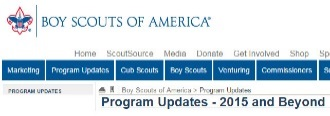 BOY SCOUTS OF AMERICA®
Home ScoutSource Media Donate Get Involved Shop
Marketing Program Updates Cub Scouts Boy Scouts Venturing Commissioners
PROGRAM UPDATES
Boy Scouts of America > Program Updates
Program Updates - 2015 and Beyond